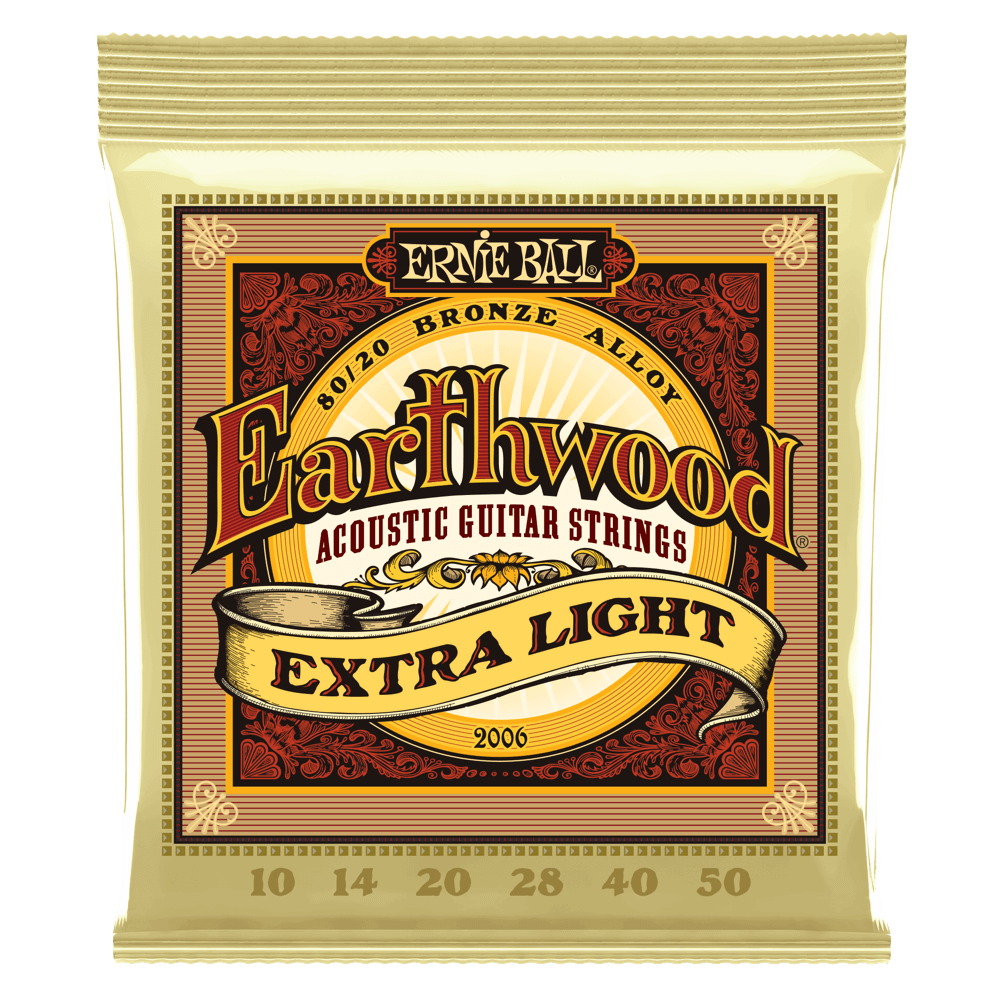 ERNIE BALL®
80/20 BRONZE ALLOY
Earthwood®
ACOUSTIC GUITAR STRINGS
EXTRA LIGHT
2006
10 14 20 28 40 50